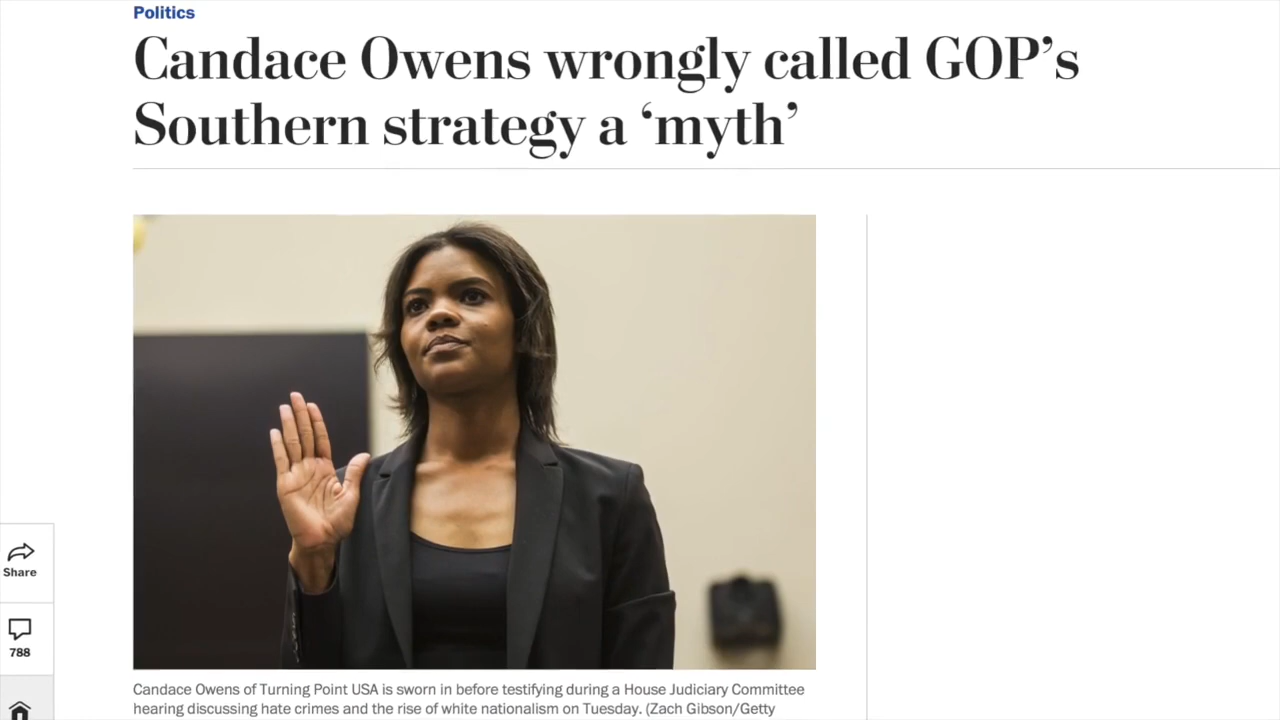 Politics
Candace Owens wrongly called GOP’s
Southern strategy a ‘myth’
Share
788
Candace Owens of Turning Point USA is sworn in before testifying during a House Judiciary Committee
hearing discussing hate crimes and the rise of white nationalism on Tuesday. (Zach Gibson/Getty